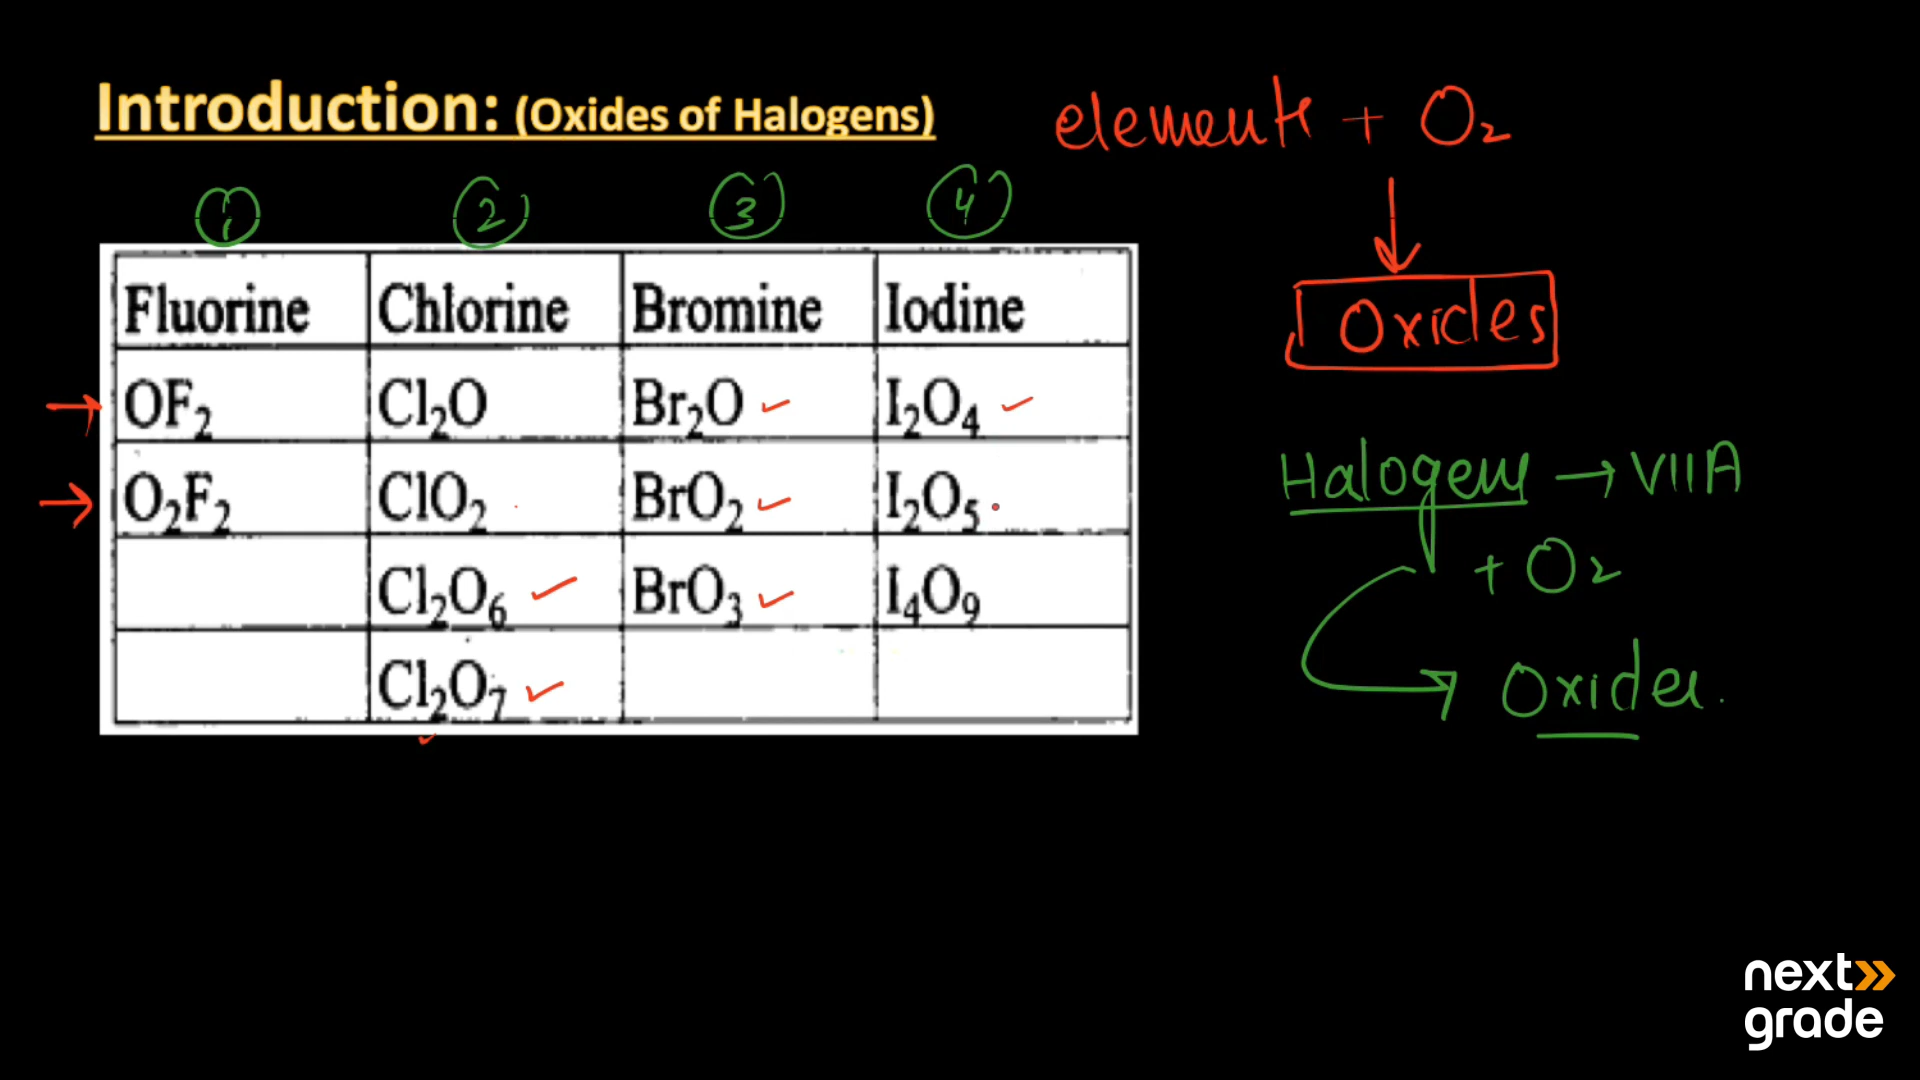 Introduction: (Oxides of Halogens)
elements + O₂
1 2 3 4
Oxides
Fluorine Chlorine Bromine Iodine
OF₂ Cl₂O Br₂O I₂O₄
O₂F₂ ClO₂ BrO₂ I₂O₅
Cl₂O₆ BrO₃ I₄O₉
Cl₂O₇
Halogens → VIIA
+ O₂
Oxides.
next
grade